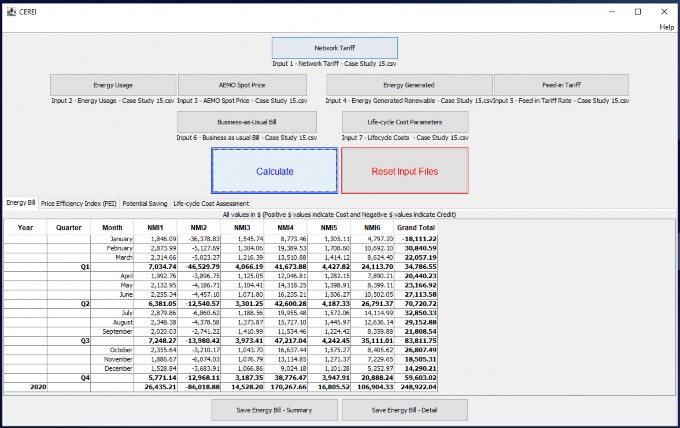 CEREI
Help
Network Tariff
Input 1 - Network Tariff - Case Study 15.csv
Energy Usage AEMO Spot Price Energy Generated Feed-in Tariff
Input 2 - Energy Usage - Case Study 15.csv Input 3 - AEMO Spot Price - Case Study 15.csv Input 4 - Energy Generated Renewable - Case Study 15.csv Input 5 - Feed-in Tariff Rate - Case Study 15.csv
Business-as-Usual Bill Life-cycle Cost Parameters
Input 6 - Business as usual Bill - Case Study 15.csv Input 7 - Lifecycle Costs - Case Study 15.csv
Calculate Reset Input Files
Energy Bill Price Efficiency Index (PEI) Potential Saving Life-cycle Cost Assessment
All values in $ (Positive $ values indicate Cost and Negative $ values indicate Credit)
Year Quarter Month NMI1 NMI2 NMI3 NMI4 NMI5 NMI6 Grand Total
January 1,846.09 -36,378.83 1,545.74 8,773.46 1,305.11 4,797.20 -18,111.22
February 2,873.99 -5,127.69 1,304.06 19,389.53 1,708.10 10,692.10 30,840.59
March 2,314.66 -5,023.27 1,216.39 13,510.88 1,414.12 8,624.40 22,057.19
Q1 7,034.74 -46,529.79 4,066.19 41,673.88 4,427.82 24,113.70 34,786.55
April 1,992.76 -3,896.75 1,125.05 12,046.81 1,282.15 7,890.21 20,440.23
May 2,132.95 -4,186.71 1,104.41 14,318.25 1,398.91 8,399.11 23,166.92
June 2,255.34 -4,457.10 1,071.80 16,235.21 1,506.27 10,502.05 27,113.58
Q2 6,381.05 -12,540.57 3,301.25 42,600.28 4,187.33 26,791.37 70,720.72
July 2,879.86 -6,860.62 1,188.56 19,955.48 1,572.06 14,114.99 32,850.33
August 2,348.38 -4,378.58 1,373.87 15,727.10 1,445.97 12,636.14 29,152.88
September 2,020.03 -2,741.22 1,410.99 11,534.46 1,224.42 8,359.88 21,808.54
Q3 7,248.27 -13,980.42 3,973.41 47,217.04 4,242.45 35,111.01 83,811.75
October 2,355.64 -3,210.17 1,043.70 16,637.44 1,575.27 8,405.62 26,807.49
November 1,886.67 -6,074.03 1,076.79 13,114.85 1,271.37 7,229.65 18,505.31
December 1,528.84 -3,683.91 1,066.86 9,024.18 1,101.28 5,252.97 14,290.21
Q4 5,771.14 -12,968.11 3,187.35 38,776.47 3,947.91 20,888.24 59,603.02
2020 26,435.21 -86,018.88 14,528.20 170,267.66 16,805.52 106,904.33 248,922.04
Save Energy Bill - Summary Save Energy Bill - Detail